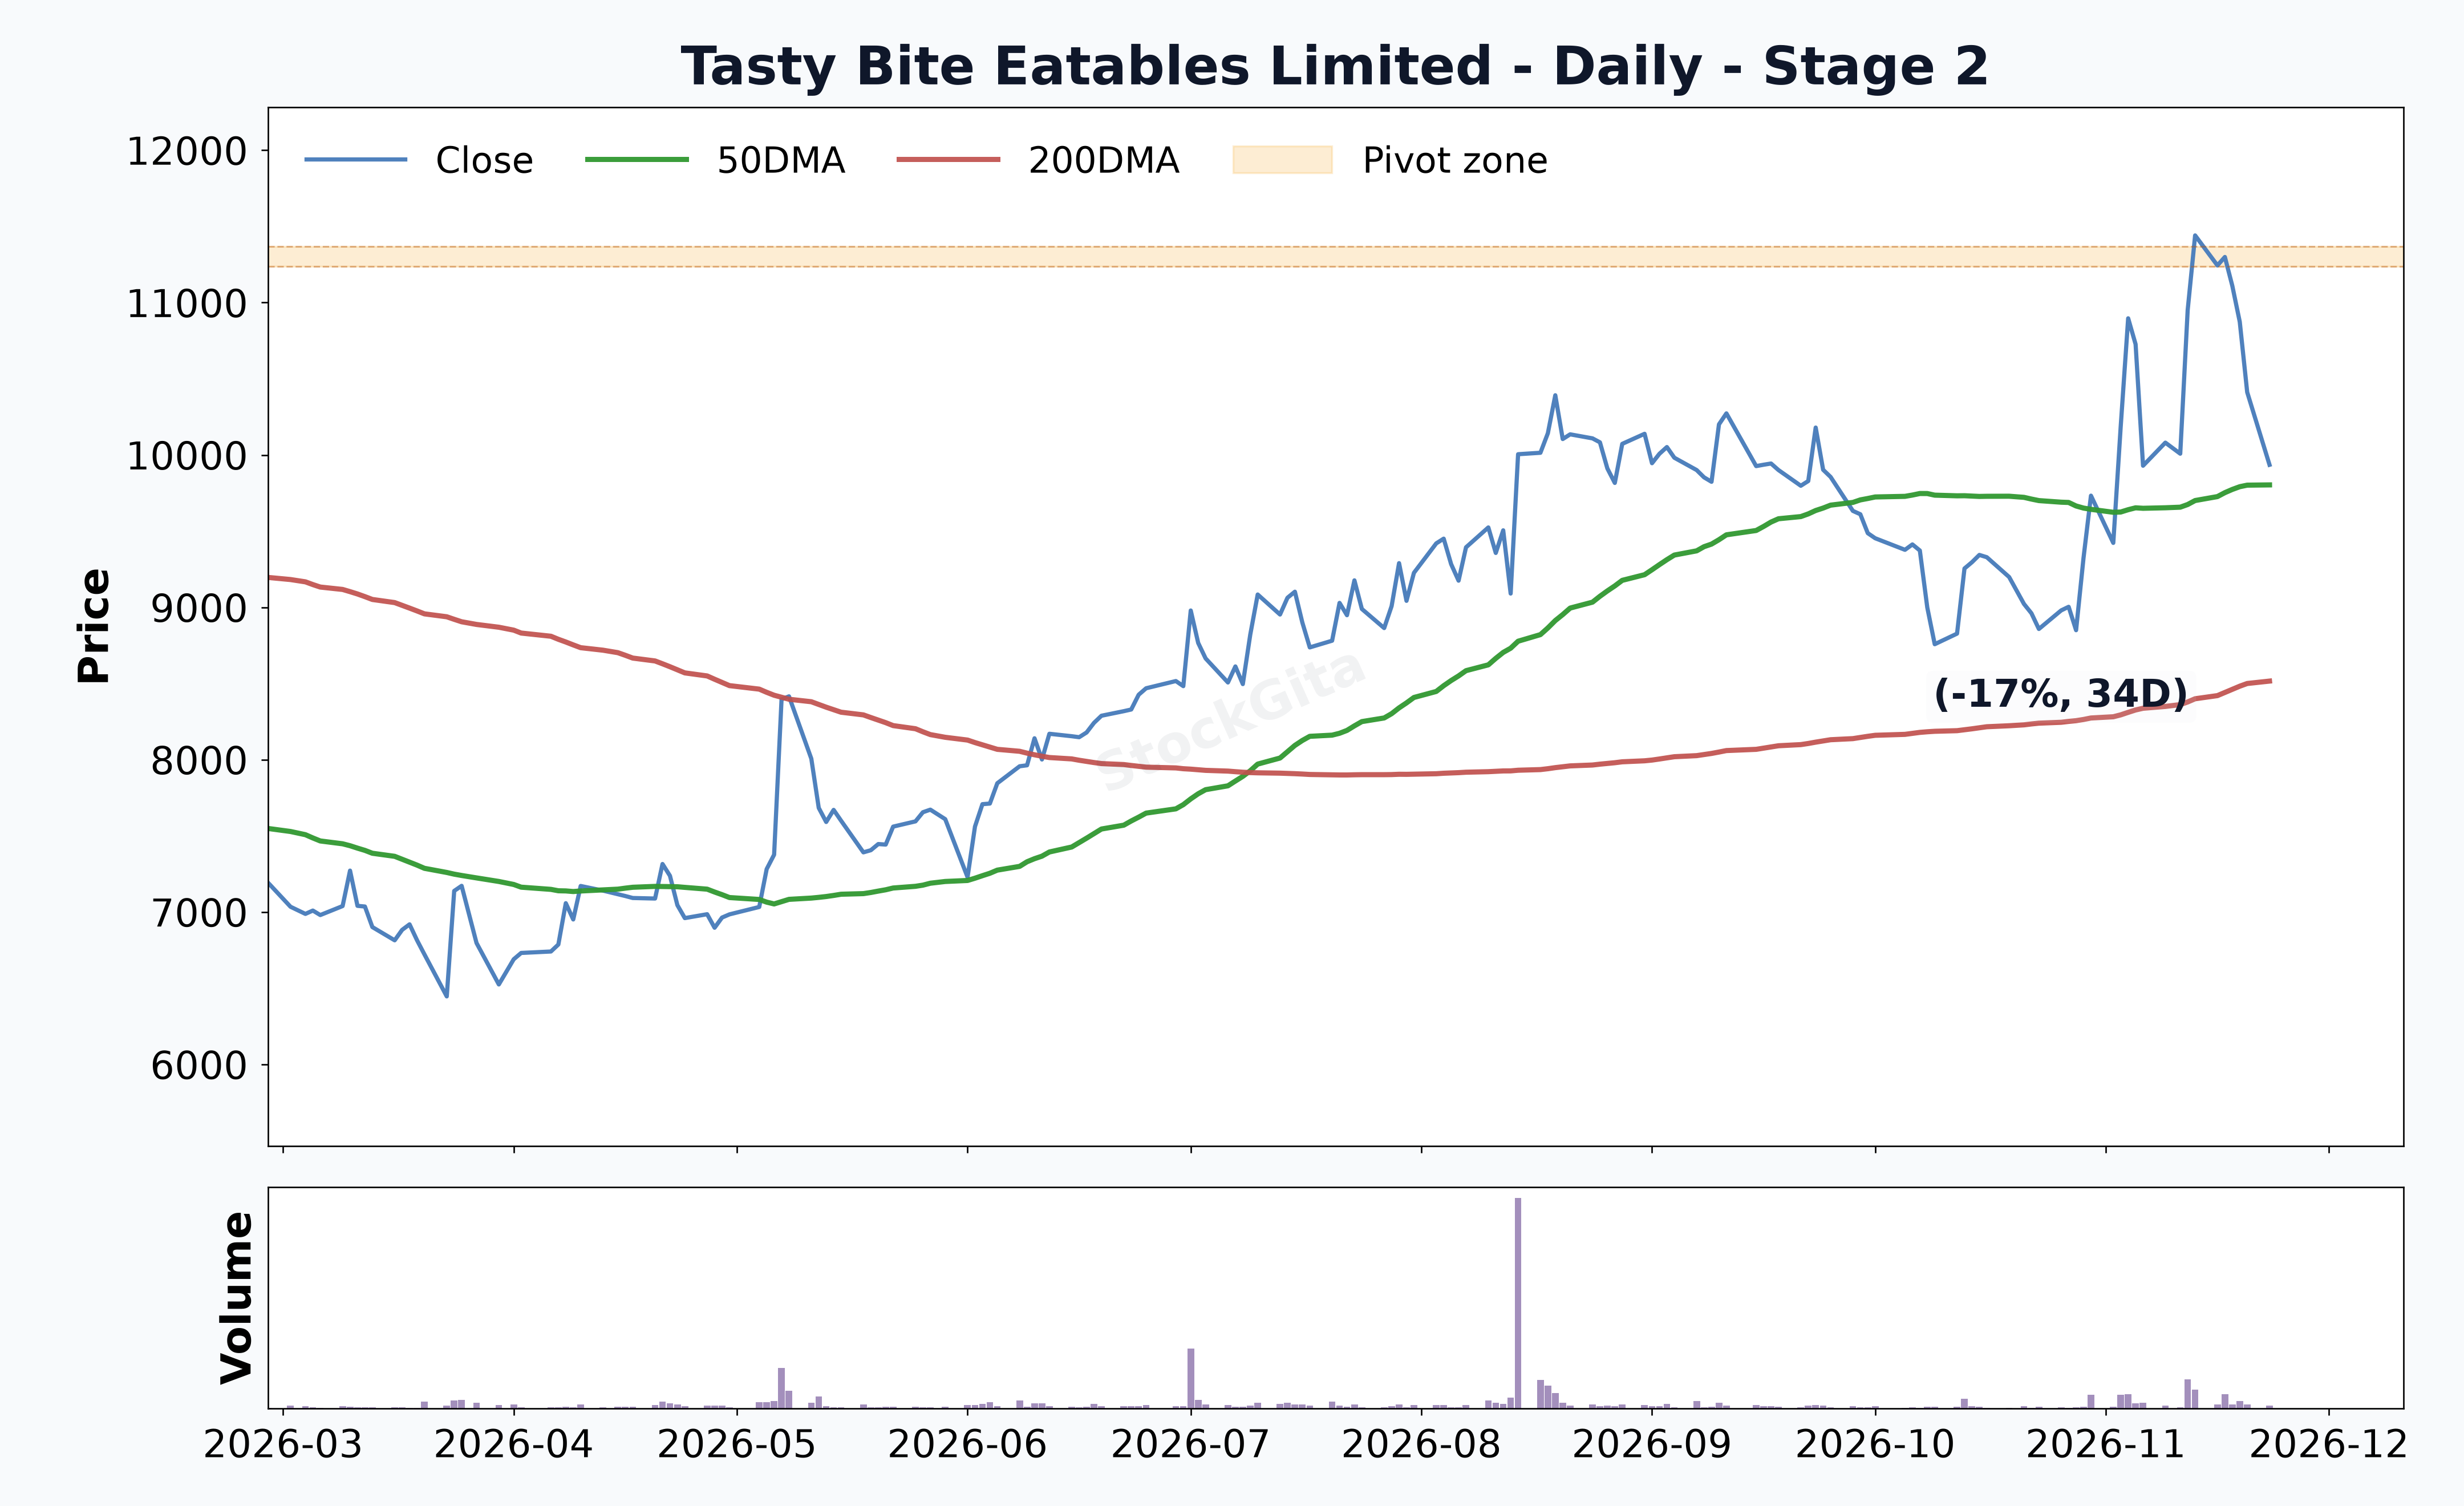 Tasty Bite Eatables Limited - Daily - Stage 2
Close 50DMA 200DMA Pivot zone
Price
12000
11000
10000
9000
8000
7000
6000
StockGita
(-17%, 34D)
Volume
2026-03 2026-04 2026-05 2026-06 2026-07 2026-08 2026-09 2026-10 2026-11 2026-12